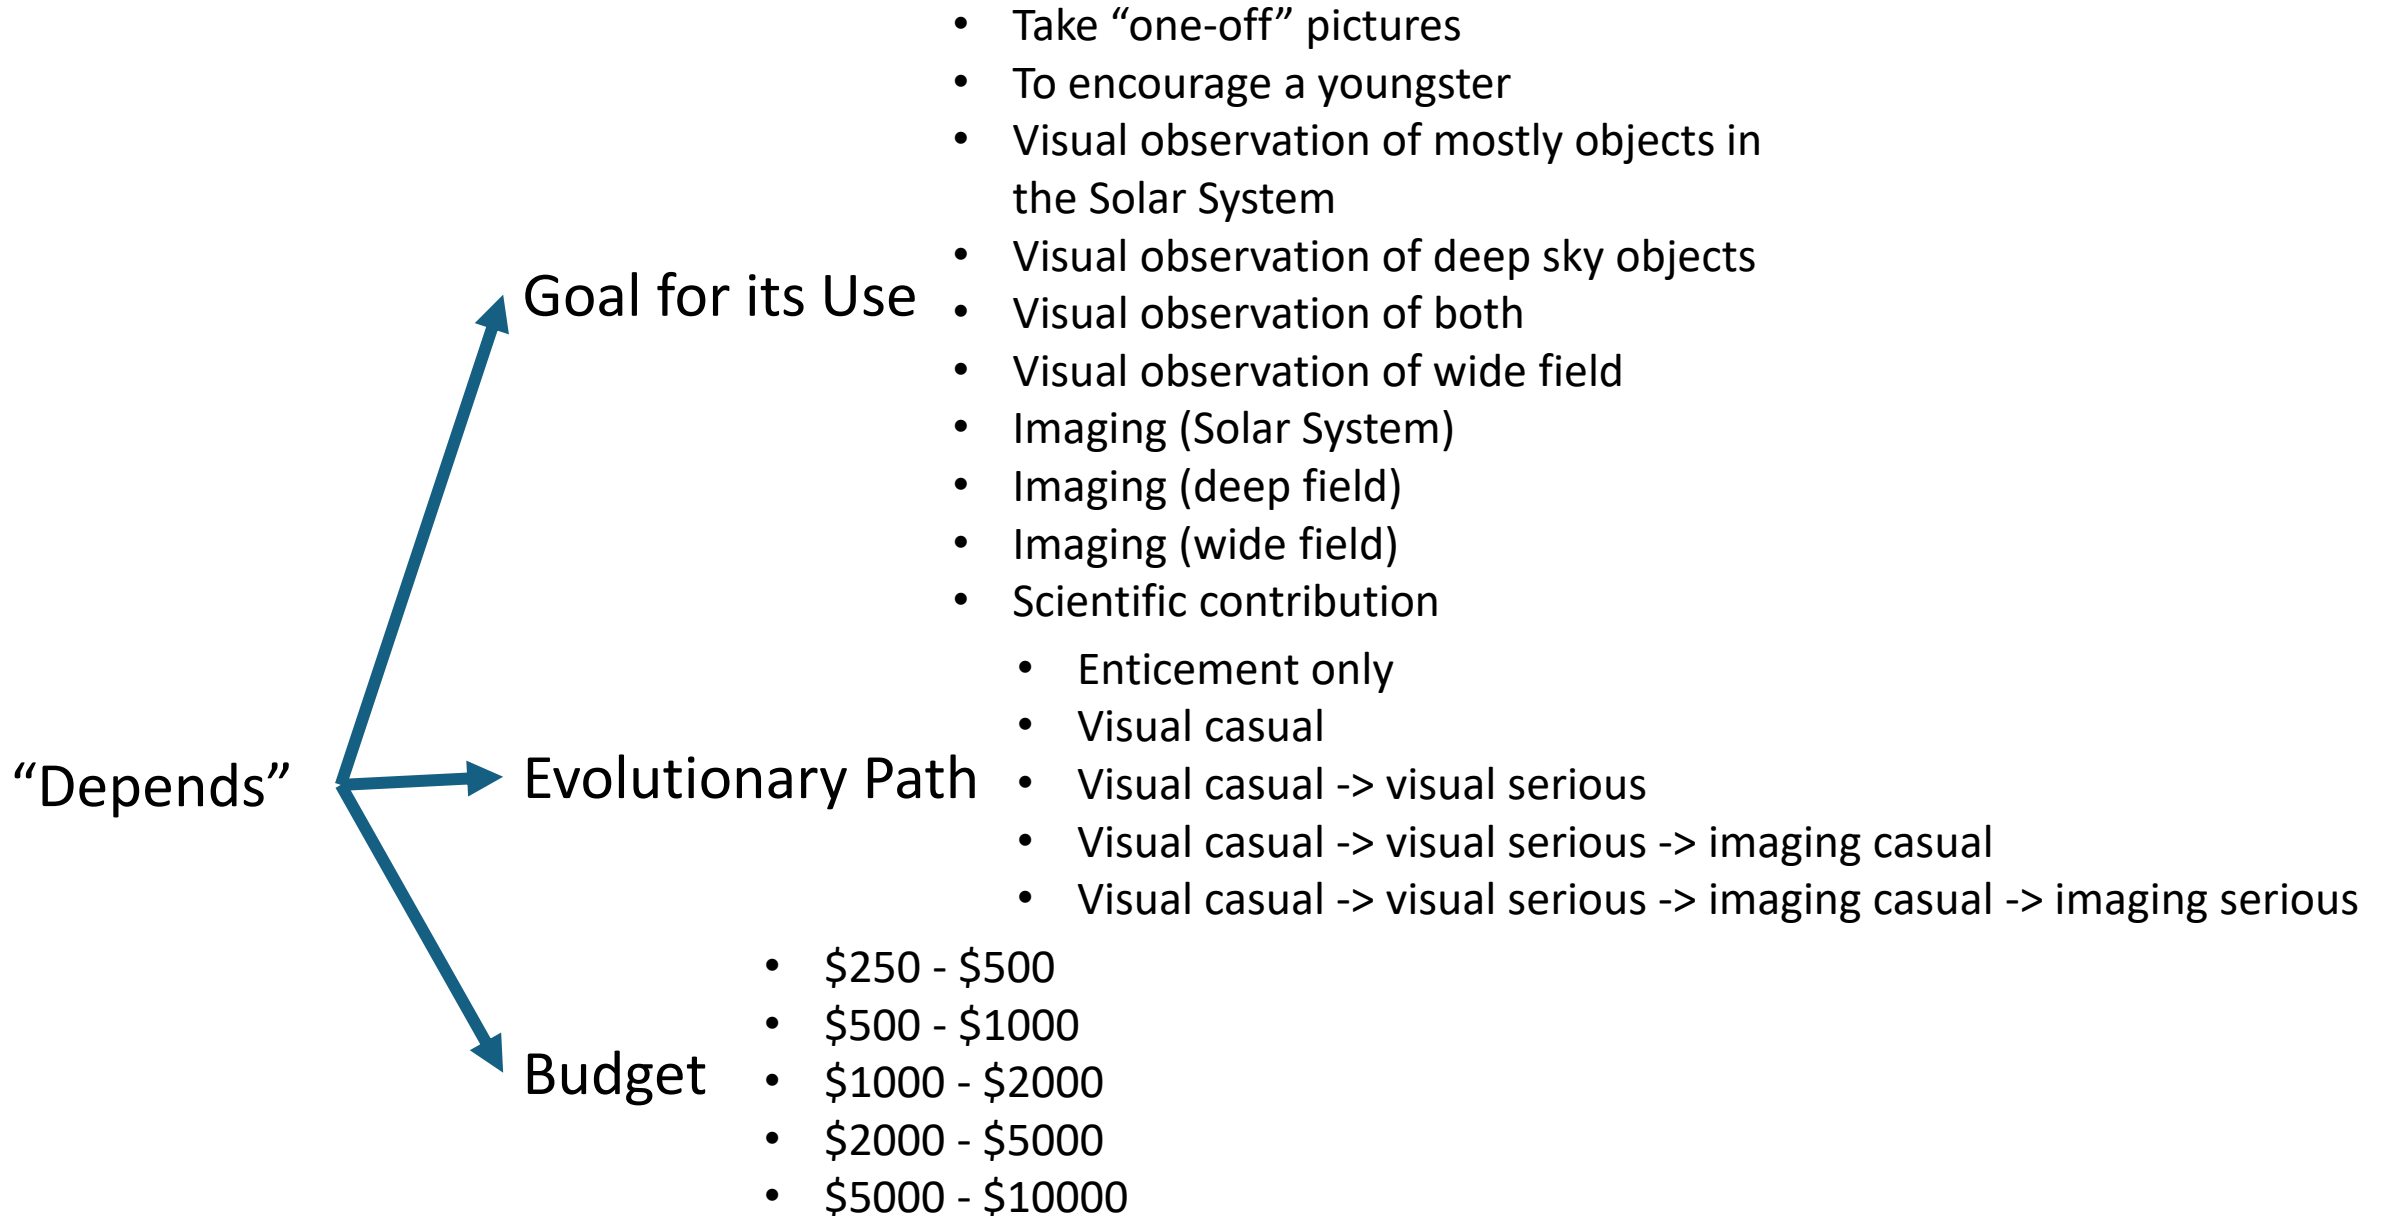 “Depends”
Goal for its Use
• Take “one-off” pictures
• To encourage a youngster
• Visual observation of mostly objects in
the Solar System
• Visual observation of deep sky objects
• Visual observation of both
• Visual observation of wide field
• Imaging (Solar System)
• Imaging (deep field)
• Imaging (wide field)
• Scientific contribution
Evolutionary Path
• Enticement only
• Visual casual
• Visual casual -> visual serious
• Visual casual -> visual serious -> imaging casual
• Visual casual -> visual serious -> imaging casual -> imaging serious
Budget
• $250 - $500
• $500 - $1000
• $1000 - $2000
• $2000 - $5000
• $5000 - $10000